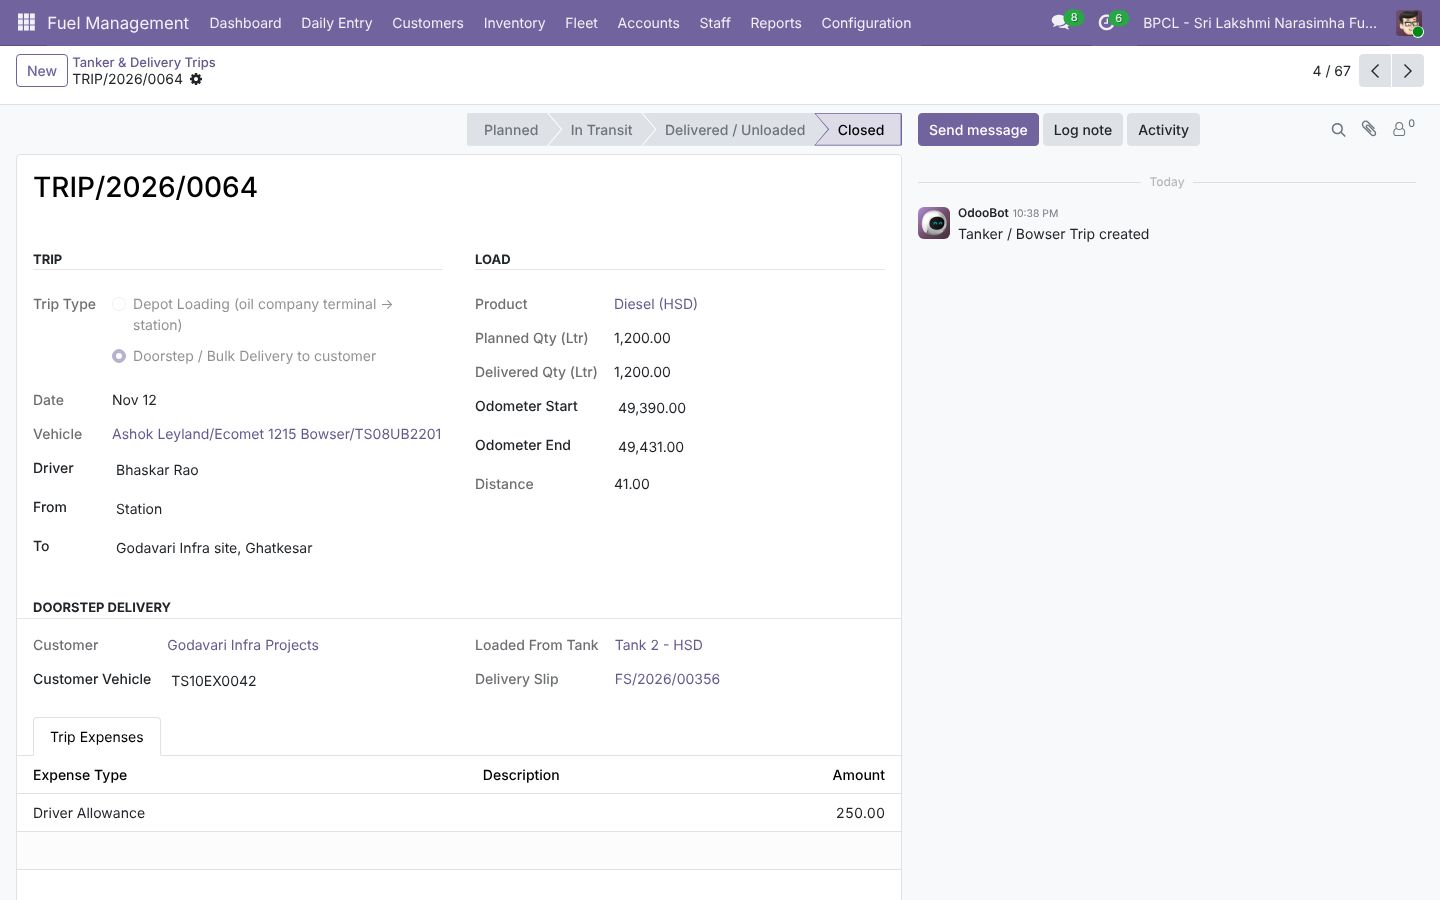 Fuel Management Dashboard Daily Entry Customers Inventory Fleet Accounts Staff Reports Configuration 8 6 BPCL - Sri Lakshmi Narasimha Fu...
New
Tanker & Delivery Trips
TRIP/2026/0064
4 / 67
Planned In Transit Delivered / Unloaded Closed
Send message Log note Activity 0
TRIP/2026/0064
Today
OdooBot 10:38 PM
Tanker / Bowser Trip created
TRIP
Trip Type
Depot Loading (oil company terminal →
station)
Doorstep / Bulk Delivery to customer
Date Nov 12
Vehicle Ashok Leyland/Ecomet 1215 Bowser/TS08UB2201
Driver Bhaskar Rao
From Station
To Godavari Infra site, Ghatkesar
LOAD
Product Diesel (HSD)
Planned Qty (Ltr) 1,200.00
Delivered Qty (Ltr) 1,200.00
Odometer Start 49,390.00
Odometer End 49,431.00
Distance 41.00
DOORSTEP DELIVERY
Customer Godavari Infra Projects
Customer Vehicle TS10EX0042
Loaded From Tank Tank 2 - HSD
Delivery Slip FS/2026/00356
Trip Expenses
Expense Type Description Amount
Driver Allowance 250.00